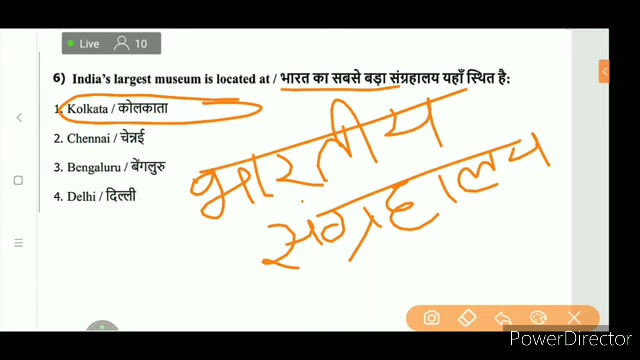 Live 10
6) India's largest museum is located at / भारत का सबसे बड़ा संग्रहालय यहाँ स्थित है:
1. Kolkata / कोलकाता
2. Chennai / चेन्नई
3. Bengaluru / बेंगलुरु
4. Delhi / दिल्ली
भारतीय
संग्रहालय
PowerDirector